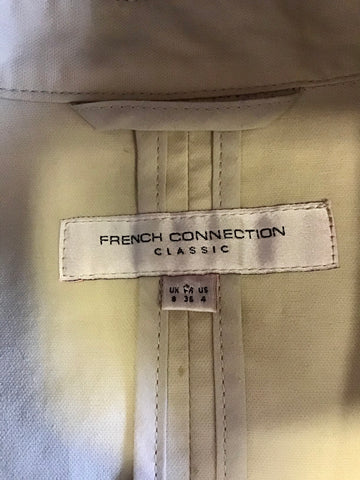 FRENCH CONNECTION
CLASSIC
UK FR US
8 36 4